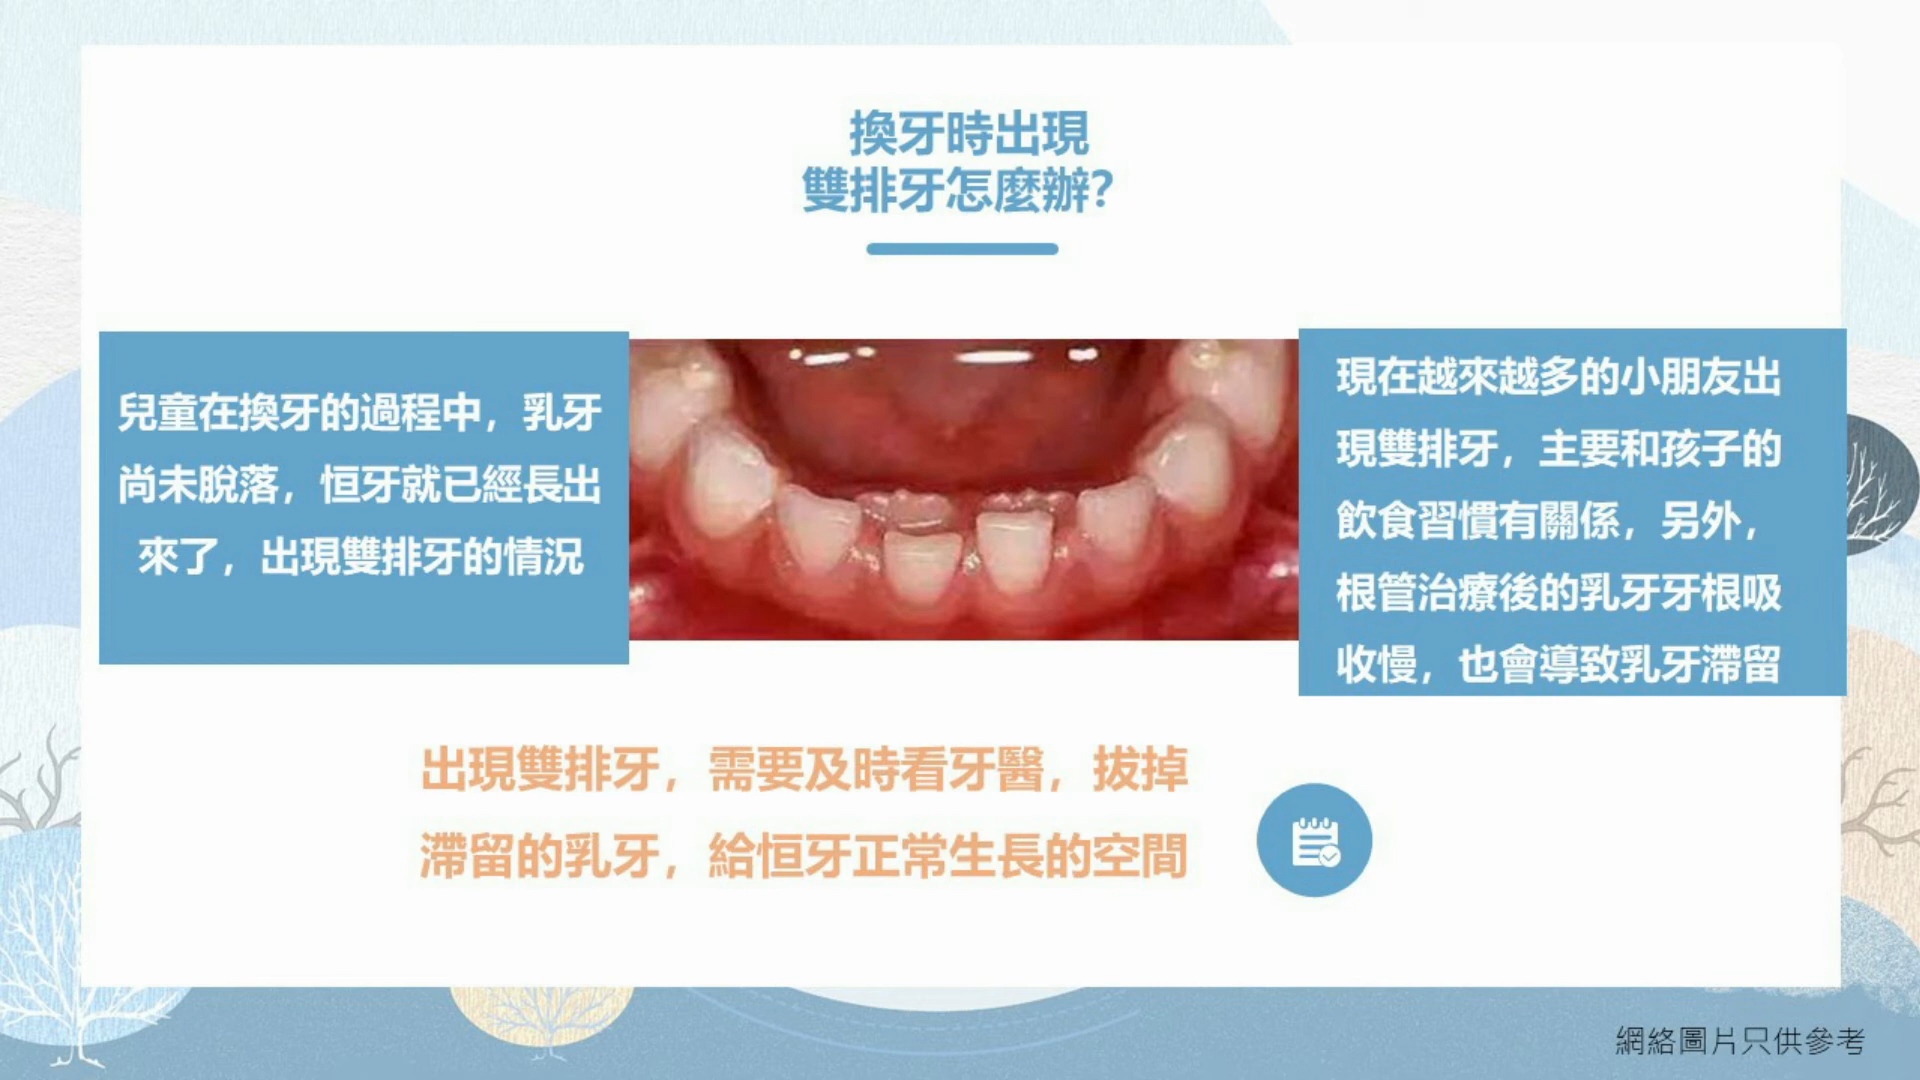 換牙時出現
雙排牙怎麼辦?
兒童在換牙的過程中，乳牙
尚未脫落，恒牙就已經長出
來了，出現雙排牙的情況
現在越來越多的小朋友出
現雙排牙，主要和孩子的
飲食習慣有關係，另外，
根管治療後的乳牙牙根吸
收慢，也會導致乳牙滯留
出現雙排牙，需要及時看牙醫，拔掉
滯留的乳牙，給恒牙正常生長的空間
網絡圖片只供參考